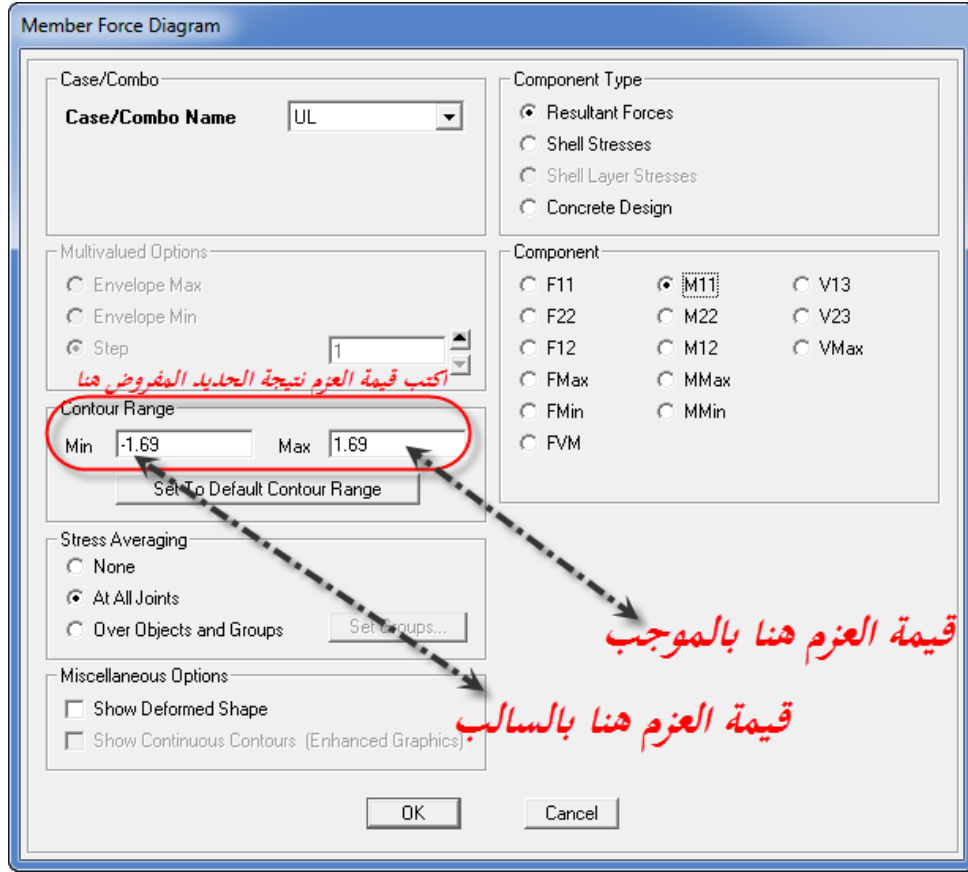 Member Force Diagram
Case/Combo
Case/Combo Name UL
Multivalued Options
Envelope Max
Envelope Min
Step 1
اكتب قيمة العزم نتيجة الحديد المفروض هنا
Contour Range
Min -1.69 Max 1.69
Set To Default Contour Range
Stress Averaging
None
At All Joints
Over Objects and Groups Set Groups...
Miscellaneous Options
Show Deformed Shape
Show Continuous Contours (Enhanced Graphics)
Component Type
Resultant Forces
Shell Stresses
Shell Layer Stresses
Concrete Design
Component
F11 M11 V13
F22 M22 V23
F12 M12 VMax
FMax MMax
FMin MMin
FVM
قيمة العزم هنا بالموجب
قيمة العزم هنا بالسالب
OK Cancel